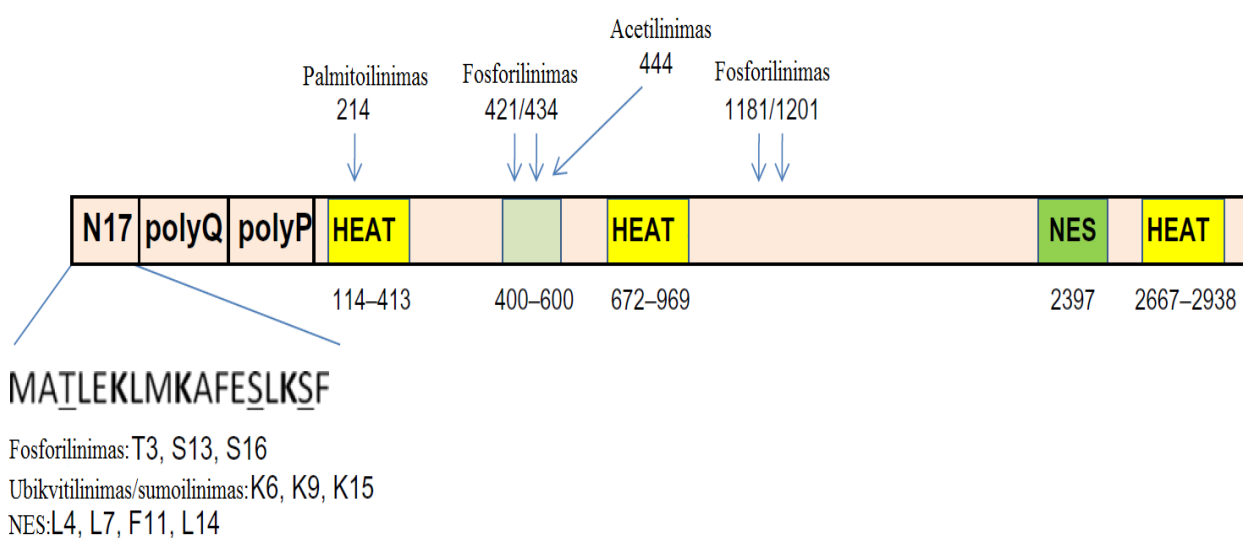 Acetilinimas
444
Palmitoilinimas
214
Fosforilinimas
421/434
Fosforilinimas
1181/1201
N17 polyQ polyP HEAT HEAT NES HEAT
114–413 400–600 672–969 2397 2667–2938
MATLEKLMKAFESLKSF
Fosforilinimas:T3, S13, S16
Ubikvitilinimas/sumoilinimas:K6, K9, K15
NES:L4, L7, F11, L14